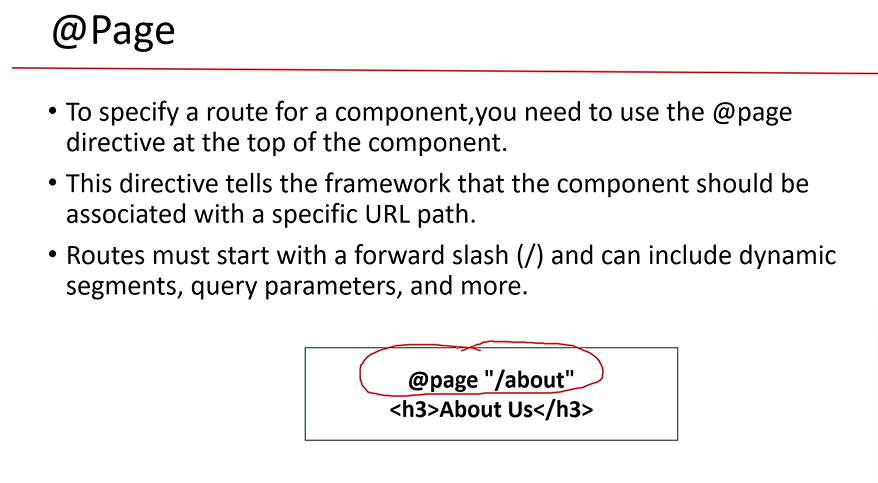 @Page
• To specify a route for a component,you need to use the @page
directive at the top of the component.
• This directive tells the framework that the component should be
associated with a specific URL path.
• Routes must start with a forward slash (/) and can include dynamic
segments, query parameters, and more.
@page "/about"
<h3>About Us</h3>